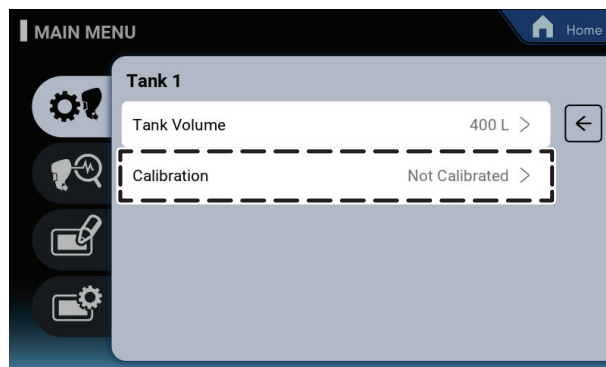 MAIN MENU
Home
Tank 1
Tank Volume 400 L >
Calibration Not Calibrated >